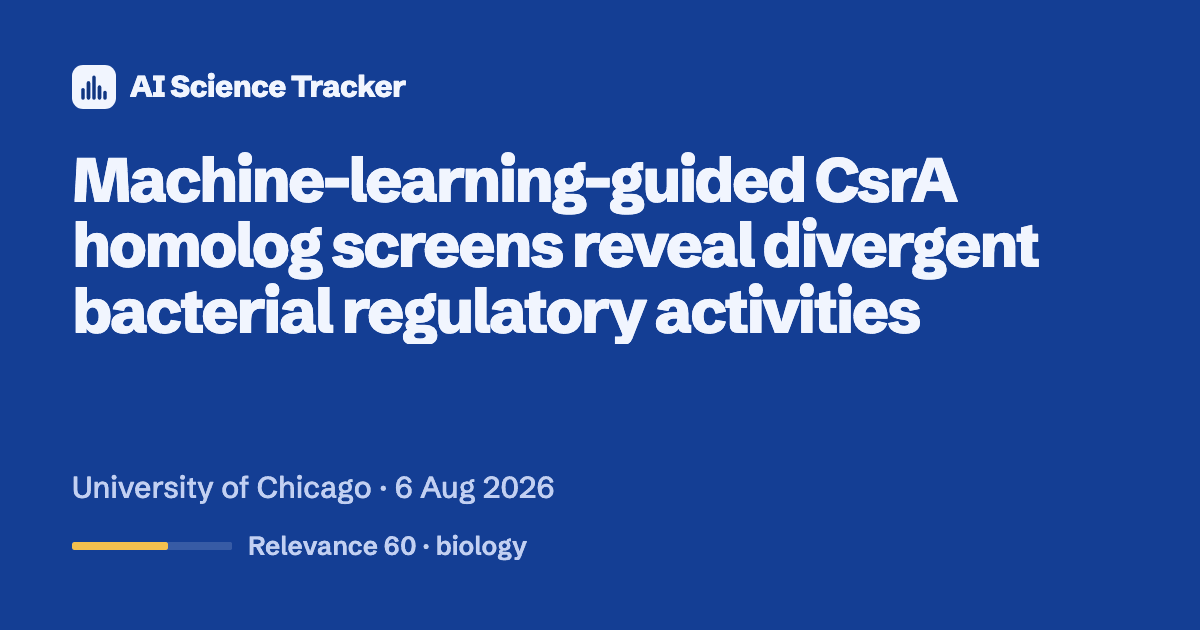 AI Science Tracker
Machine-learning-guided CsrA
homolog screens reveal divergent
bacterial regulatory activities
University of Chicago · 6 Aug 2026
Relevance 60 · biology